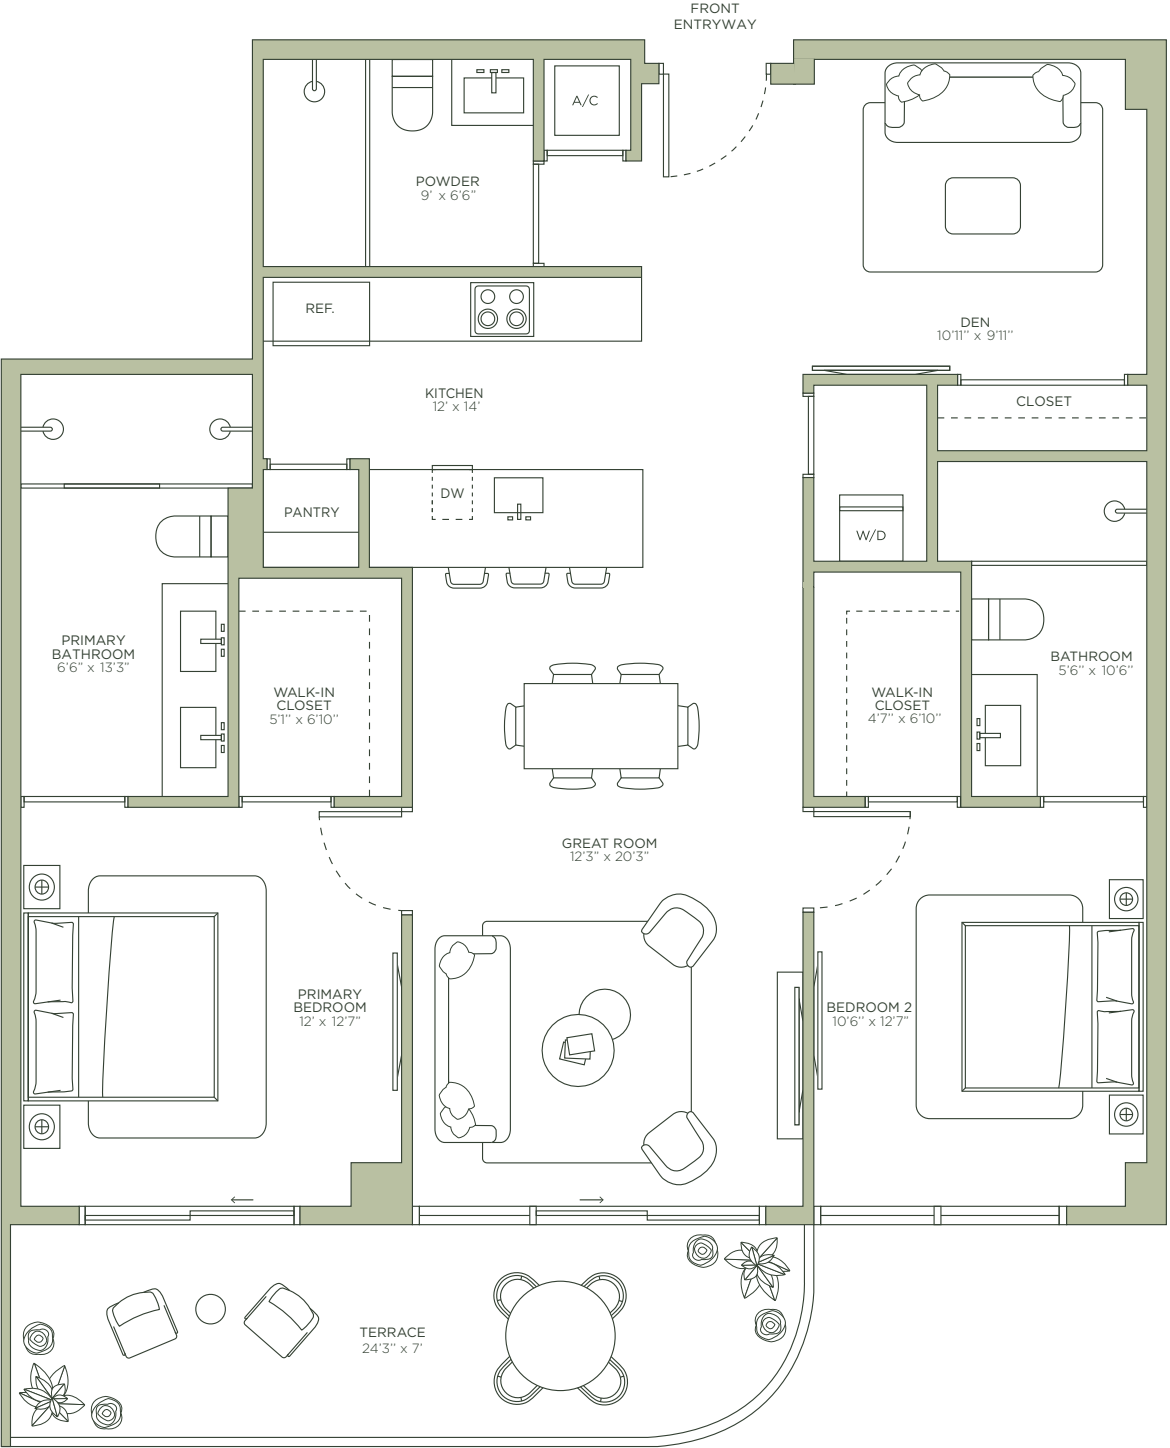 FRONT
ENTRYWAY
A/C
POWDER
9' x 6'6"
REF.
DEN
10'11'' x 9'11''
KITCHEN
12' x 14'
CLOSET
DW
PANTRY
W/D
PRIMARY
BATHROOM
6'6" x 13'3"
BATHROOM
5'6'' x 10'6''
WALK-IN
CLOSET
5'1'' x 6'10''
WALK-IN
CLOSET
4'7'' x 6'10''
GREAT ROOM
12'3" x 20'3"
PRIMARY
BEDROOM
12' x 12'7"
BEDROOM 2
10'6'' x 12'7"
TERRACE
24'3'' x 7'